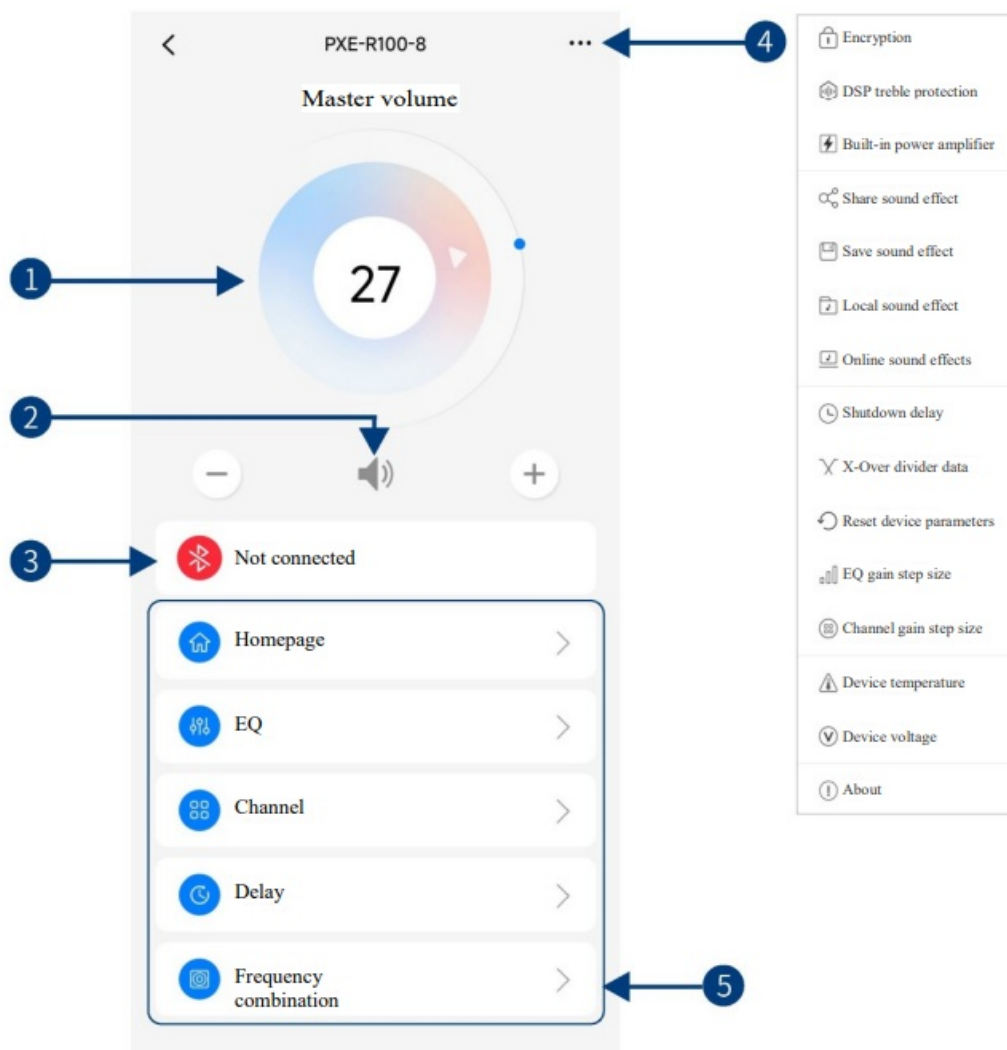 PXE-R100-8
4
Master volume
1
27
2
3
Not connected
Homepage
EQ
Channel
Delay
Frequency
combination
5
Encryption
DSP treble protection
Built-in power amplifier
Share sound effect
Save sound effect
Local sound effect
Online sound effects
Shutdown delay
X-Over divider data
Reset device parameters
EQ gain step size
Channel gain step size
Device temperature
Device voltage
About